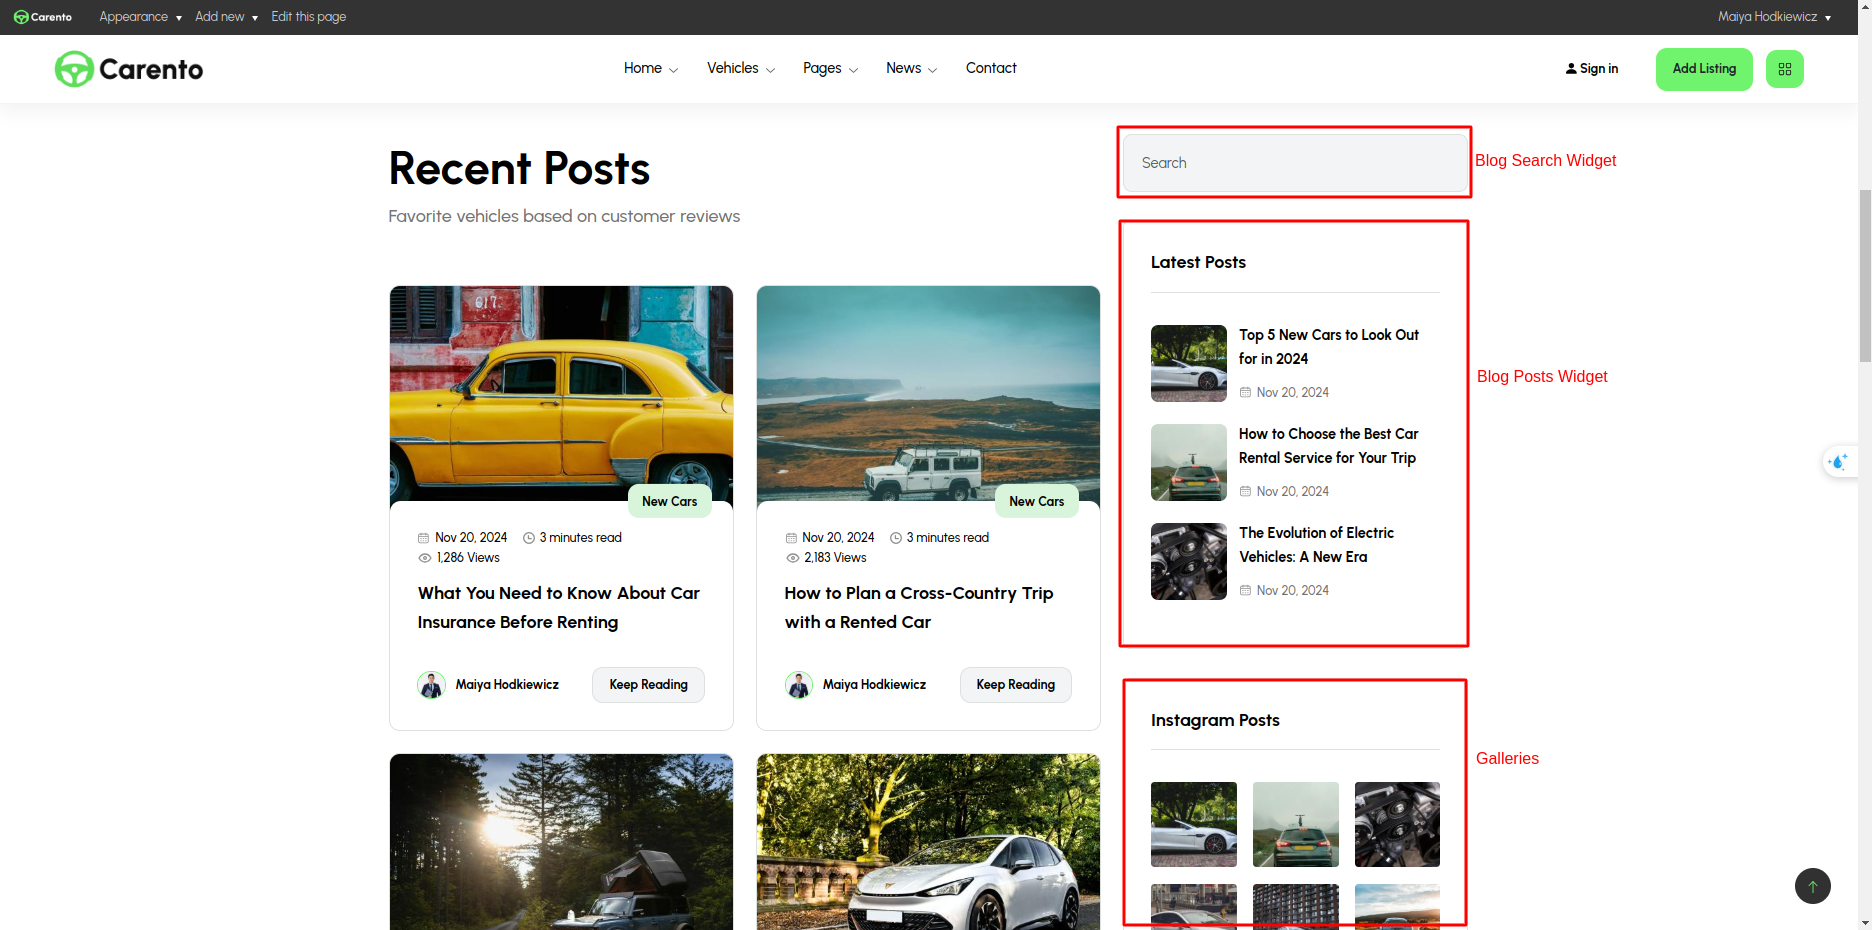 Carento Appearance Add new Edit this page Maiya Hodkiewicz
Carento Home Vehicles Pages News Contact Sign in Add Listing
Recent Posts
Favorite vehicles based on customer reviews
617
New Cars
Nov 20, 2024 3 minutes read
1,286 Views
What You Need to Know About Car
Insurance Before Renting
Maiya Hodkiewicz Keep Reading
New Cars
Nov 20, 2024 3 minutes read
2,183 Views
How to Plan a Cross-Country Trip
with a Rented Car
Maiya Hodkiewicz Keep Reading
Search
Blog Search Widget
Latest Posts
Top 5 New Cars to Look Out
for in 2024
Nov 20, 2024
How to Choose the Best Car
Rental Service for Your Trip
Nov 20, 2024
The Evolution of Electric
Vehicles: A New Era
Nov 20, 2024
Blog Posts Widget
Instagram Posts
Galleries